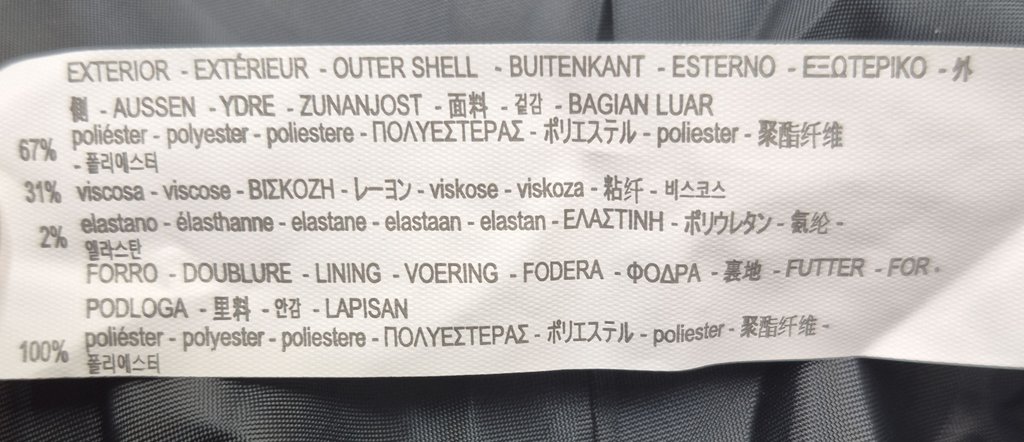 EXTERIOR - EXTÉRIEUR - OUTER SHELL - BUITENKANT - ESTERNO - ΕΞΩΤΕΡΙΚΟ - 外
側 - AUSSEN - YDRE - ZUNANJOST - 面料 - 겉감 - BAGIAN LUAR
67% poliéster - polyester - poliestere - ΠΟΛΥΕΣΤΕΡΑΣ - ポリエステル - poliester - 聚酯纤维
- 폴리에스터
31% viscosa - viscose - ΒΙΣΚΟΖΗ - レーヨン - viskose - viskoza - 粘纤 - 비스코스
2% elastano - élasthanne - elastane - elastaan - elastan - ΕΛΑΣΤΙΝΗ - ポリウレタン - 氨纶 -
엘라스탄
FORRO - DOUBLURE - LINING - VOERING - FODERA - ΦΟΔΡΑ - 裏地 - FUTTER - FOR -
PODLOGA - 里料 - 안감 - LAPISAN
100% poliéster - polyester - poliestere - ΠΟΛΥΕΣΤΕΡΑΣ - ポリエステル - poliester - 聚酯纤维 -
폴리에스터